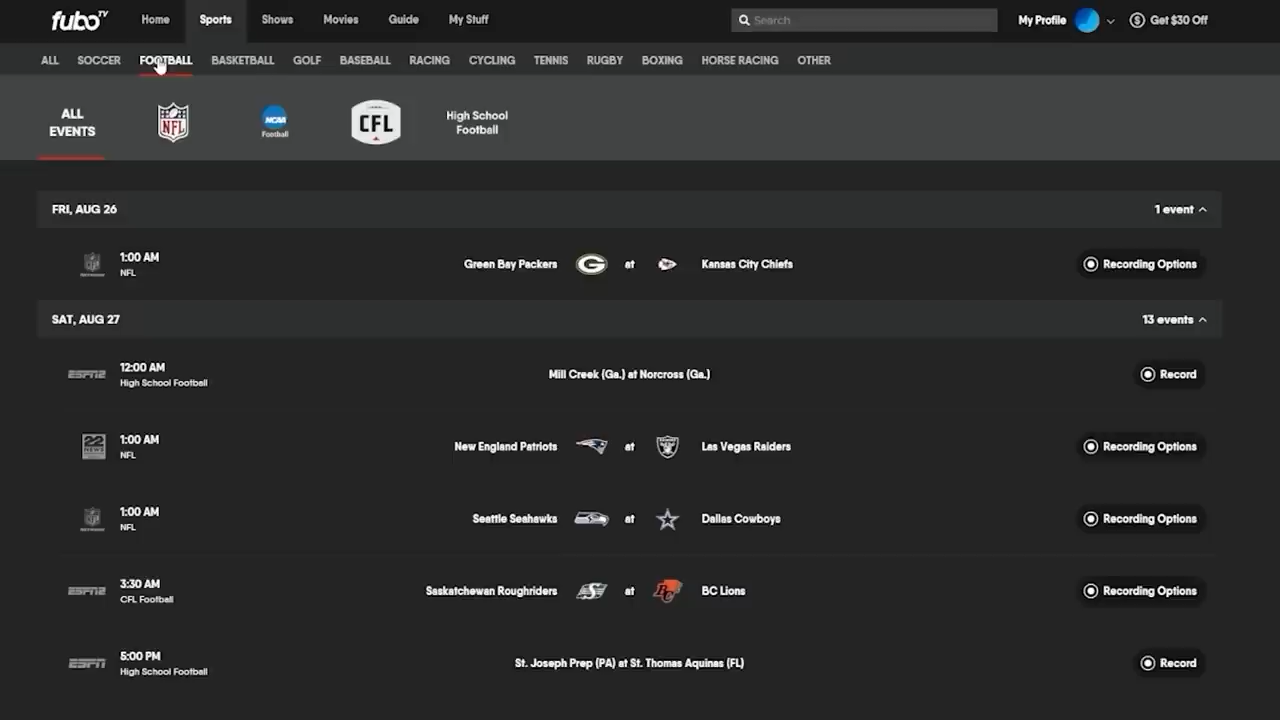 fuboTV Home Sports Shows Movies Guide My Stuff Search My Profile Get $30 Off
ALL SOCCER FOOTBALL BASKETBALL GOLF BASEBALL RACING CYCLING TENNIS RUGBY BOXING HORSE RACING OTHER
ALL
EVENTS
NFL
NCAA
Football
CFL
High School
Football
FRI, AUG 26 1 event
1:00 AM
NFL
Green Bay Packers G at Kansas City Chiefs Recording Options
SAT, AUG 27 13 events
ESPN2 12:00 AM
High School Football
Mill Creek (Ga.) at Norcross (Ga.) Record
22 NEWS 1:00 AM
NFL
New England Patriots at Las Vegas Raiders Recording Options
1:00 AM
NFL
Seattle Seahawks at Dallas Cowboys Recording Options
ESPN2 3:30 AM
CFL Football
Saskatchewan Roughriders S at BC BC Lions Recording Options
ESPN 5:00 PM
High School Football
St. Joseph Prep (PA) at St. Thomas Aquinas (FL) Record